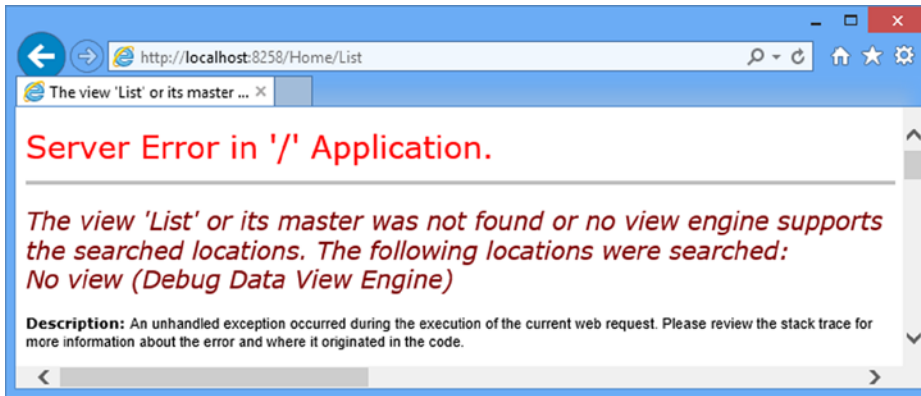 http://localhost:8258/Home/List
The view 'List' or its master ...
Server Error in '/' Application.
The view 'List' or its master was not found or no view engine supports
the searched locations. The following locations were searched:
No view (Debug Data View Engine)
Description: An unhandled exception occurred during the execution of the current web request. Please review the stack trace for
more information about the error and where it originated in the code.